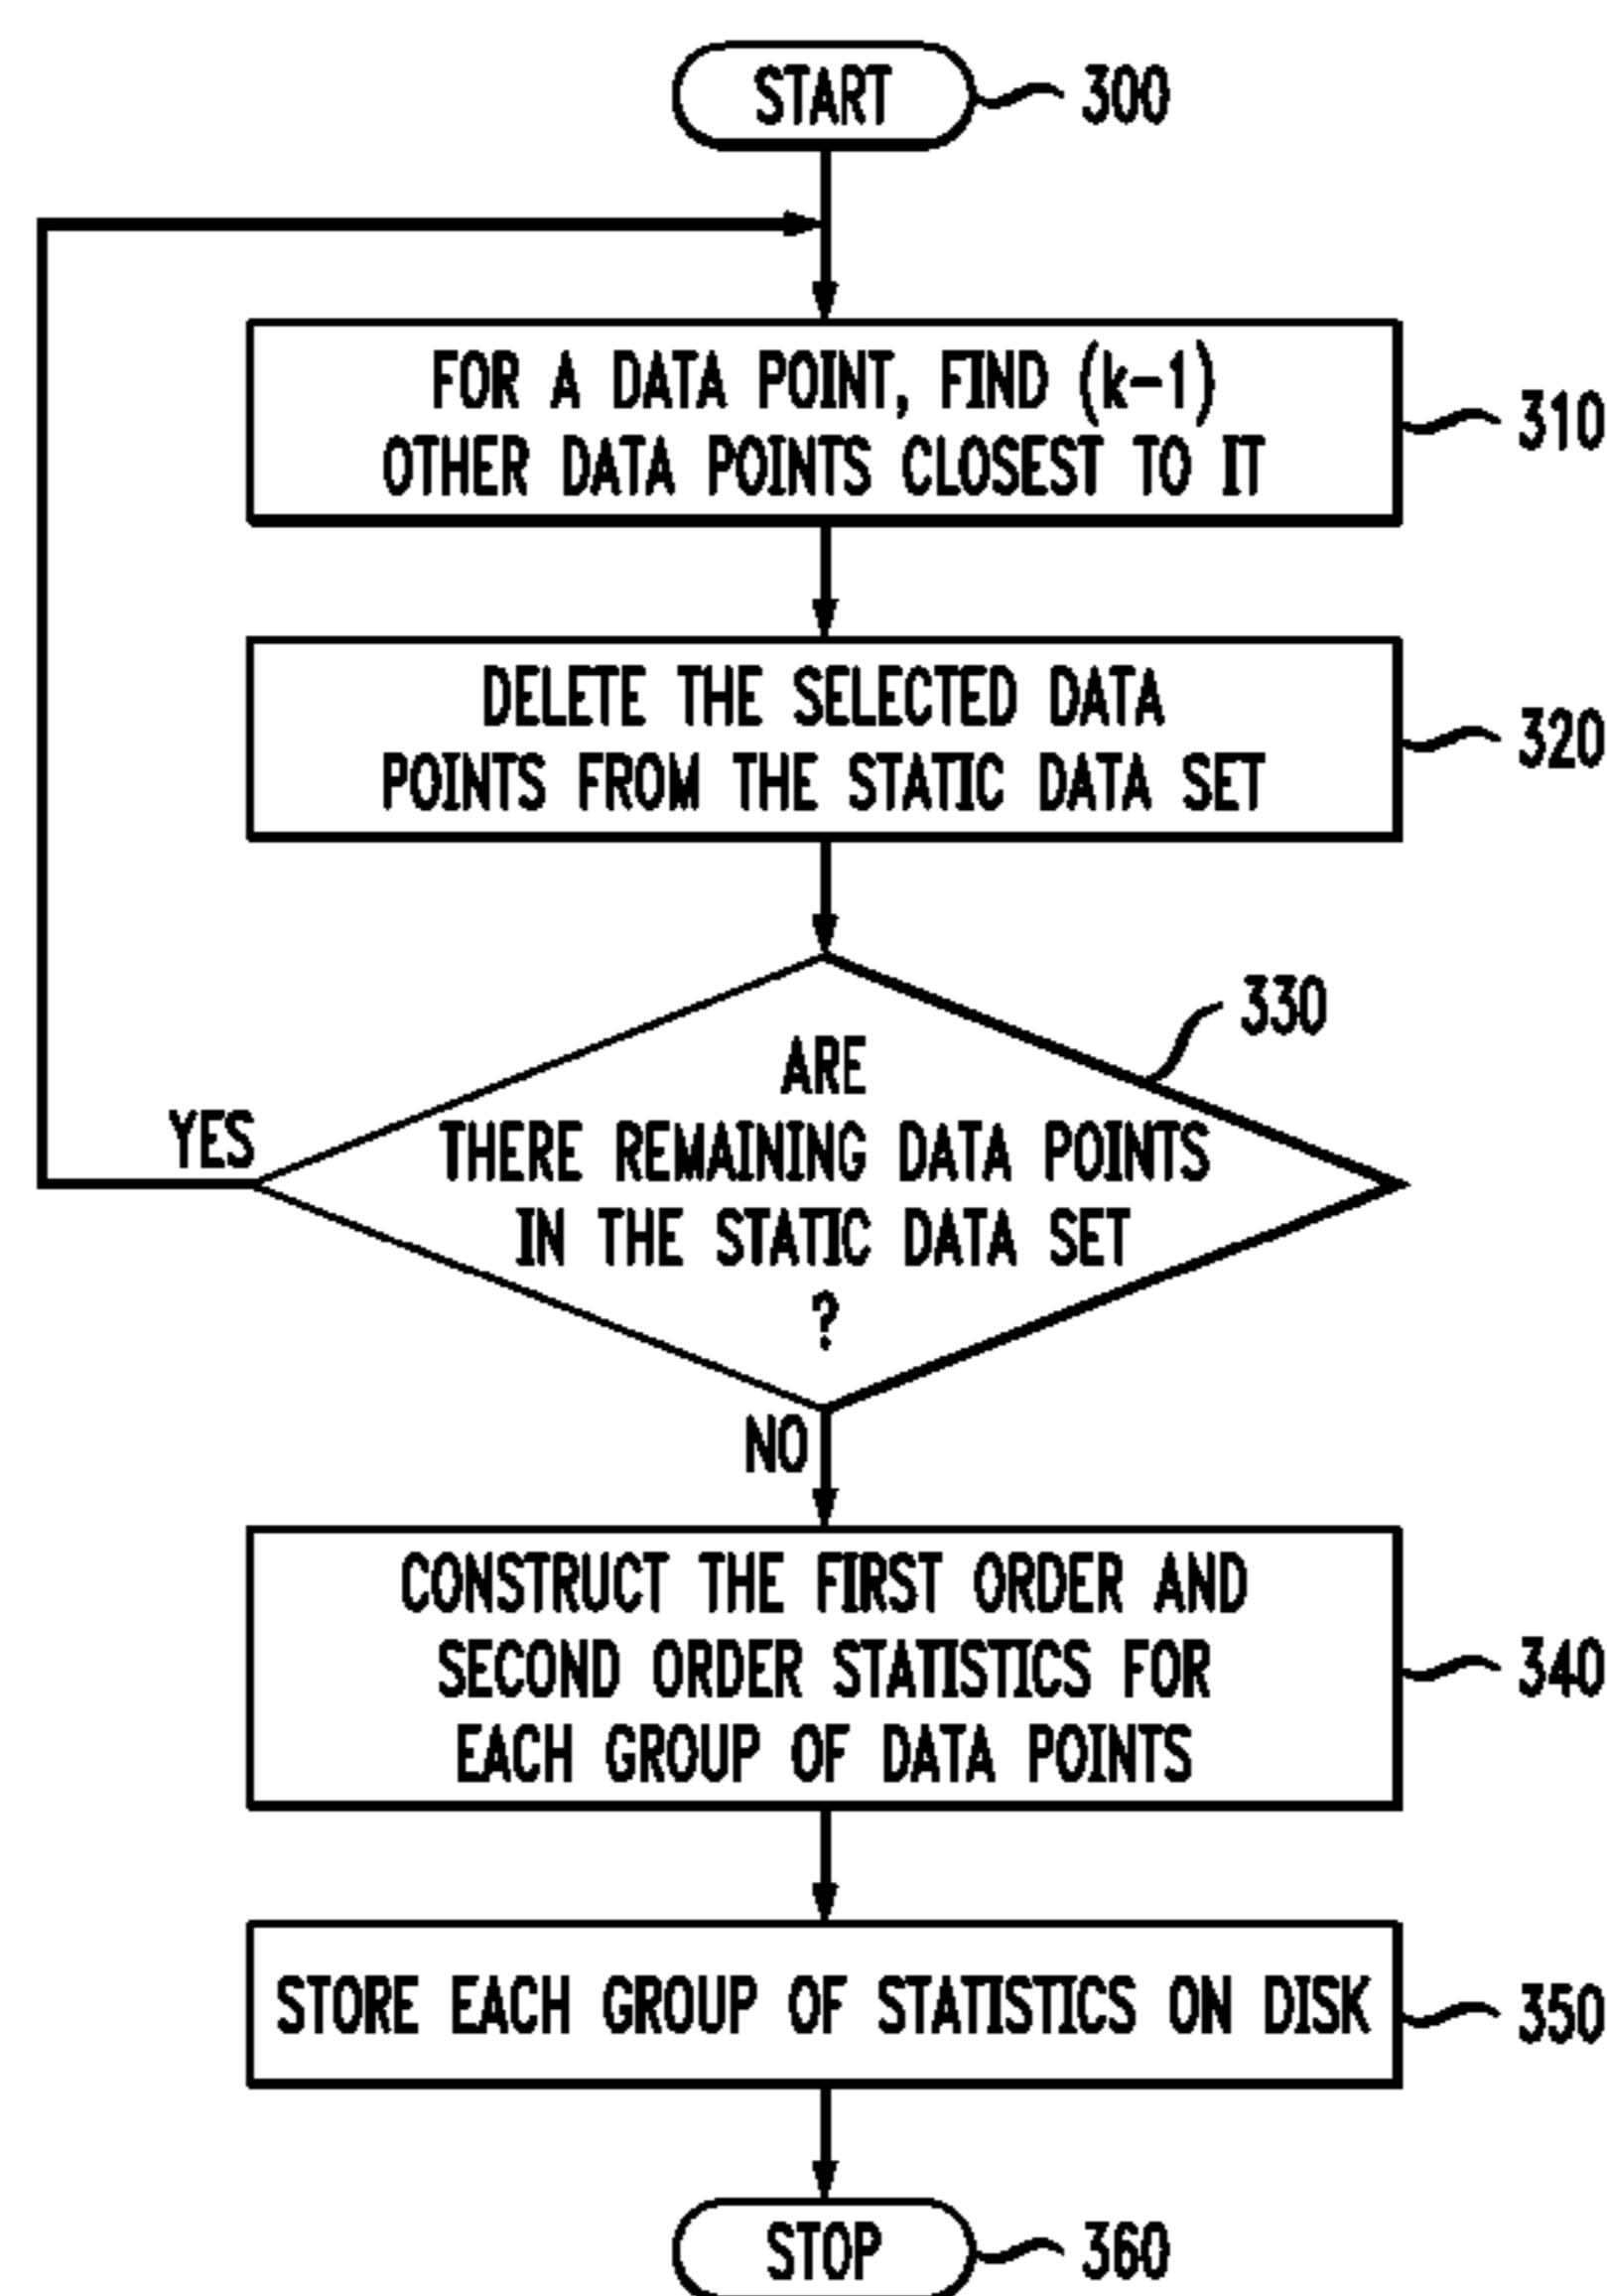 START
300
FOR A DATA POINT, FIND (k-1)
OTHER DATA POINTS CLOSEST TO IT
310
DELETE THE SELECTED DATA
POINTS FROM THE STATIC DATA SET
320
330
ARE
THERE REMAINING DATA POINTS
IN THE STATIC DATA SET
?
YES
NO
CONSTRUCT THE FIRST ORDER AND
SECOND ORDER STATISTICS FOR
EACH GROUP OF DATA POINTS
340
STORE EACH GROUP OF STATISTICS ON DISK
350
STOP
360